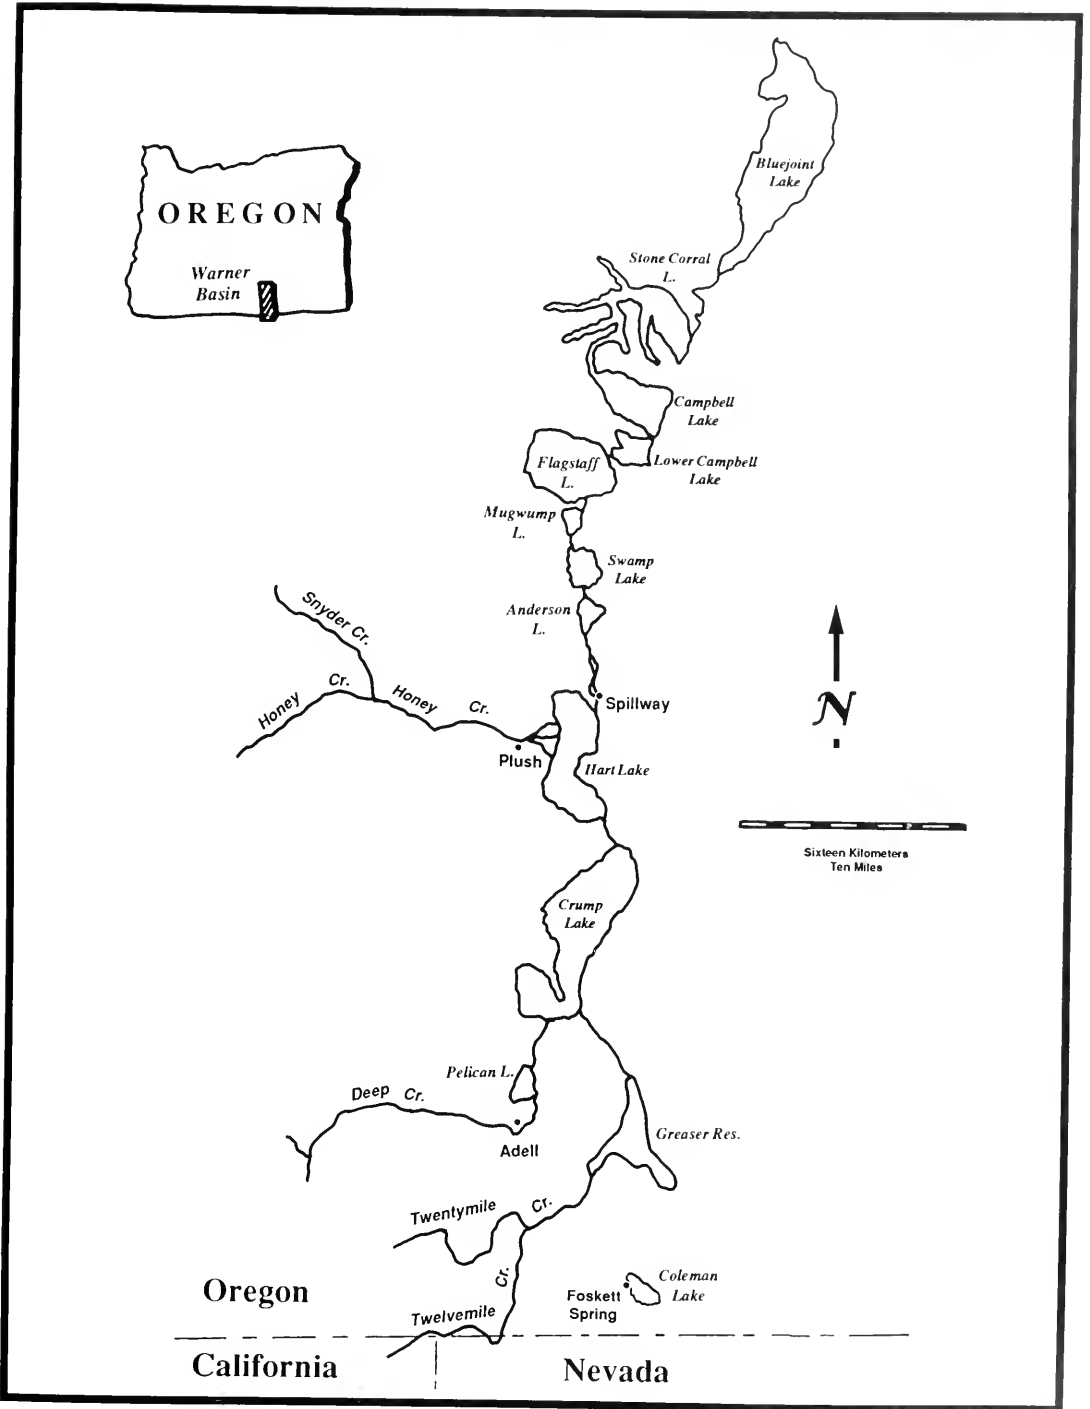 Bluejoint
Lake
OREGON
Warner
Basin
Stone Corral
L.
Campbell
Lake
Flagstaff
L.
Lower Campbell
Lake
Mugwump
L.
Swamp
Lake
Anderson
L.
Snyder Cr.
Honey Cr.
Honey Cr.
Spillway
N
Plush
Hart Lake
Sixteen Kilometers
Ten Miles
Crump
Lake
Pelican L.
Deep Cr.
Adell
Greaser Res.
Twentymile Cr.
Coleman
Lake
Foskett
Spring
Twelvemile Cr.
Oregon
California
Nevada